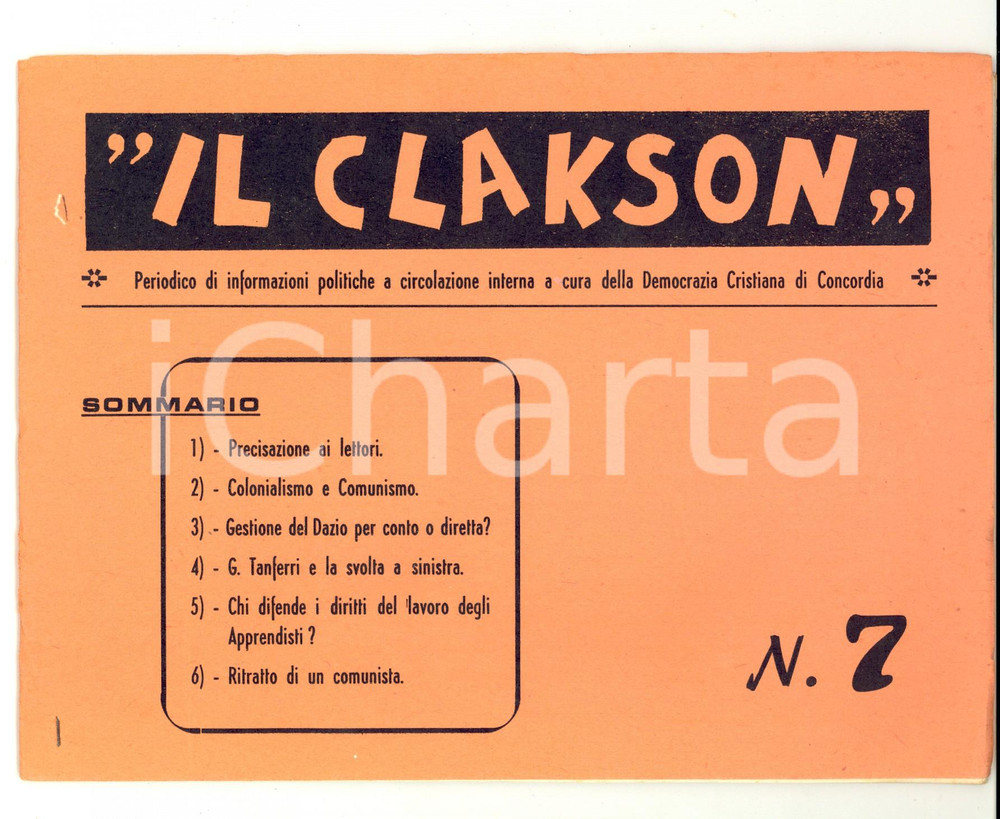 "IL CLAKSON"
Periodico di informazioni politiche a circolazione interna a cura della Democrazia Cristiana di Concordia
iCharta
SOMMARIO
1) - Precisazione ai lettori.
2) - Colonialismo e Comunismo.
3) - Gestione del Dazio per conto o diretta?
4) - G. Tanferri e la svolta a sinistra.
5) - Chi difende i diritti del lavoro degli
Apprendisti ?
6) - Ritratto di un comunista.
N. 7